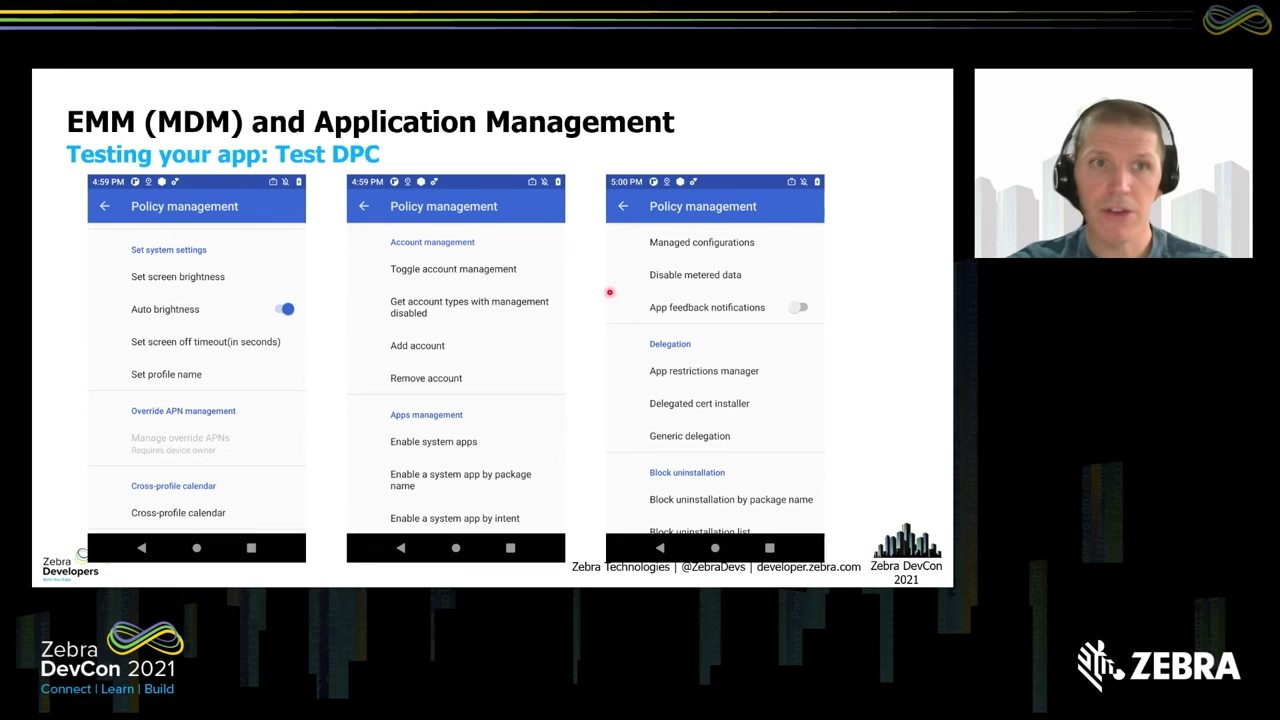 EMM (MDM) and Application Management
Testing your app: Test DPC
4:59 PM
Policy management
Set system settings
Set screen brightness
Auto brightness
Set screen off timeout(in seconds)
Set profile name
Override APN management
Manage override APNs
Requires device owner
Cross-profile calendar
Cross-profile calendar
4:59 PM
Policy management
Account management
Toggle account management
Get account types with management
disabled
Add account
Remove account
Apps management
Enable system apps
Enable a system app by package
name
Enable a system app by intent
5:00 PM
Policy management
Managed configurations
Disable metered data
App feedback notifications
Delegation
App restrictions manager
Delegated cert installer
Generic delegation
Block uninstallation
Block uninstallation by package name
Block uninstallation list
Zebra
Developers
Build Your Edge
Zebra Technologies | @ZebraDevs | developer.zebra.com
Zebra DevCon
2021
Zebra
DevCon 2021
Connect | Learn | Build
ZEBRA